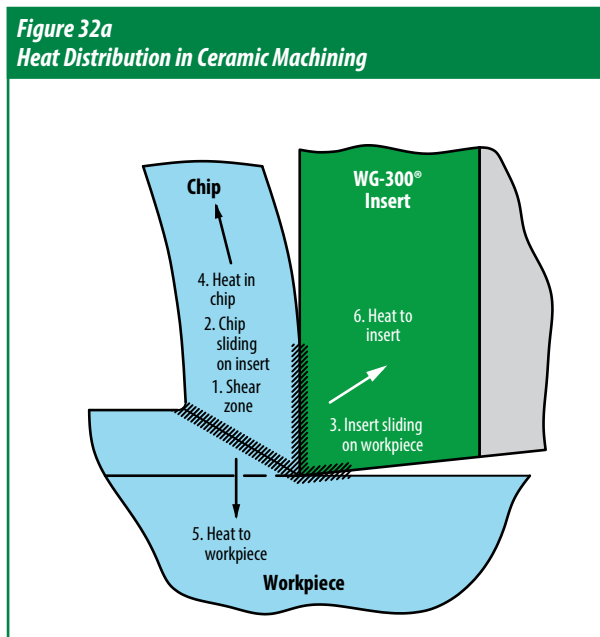 Figure 32a
Heat Distribution in Ceramic Machining
Chip
4. Heat in
chip
2. Chip
sliding
on insert
1. Shear
zone
WG-300®
Insert
6. Heat to
insert
3. Insert sliding
on workpiece
5. Heat to
workpiece
Workpiece